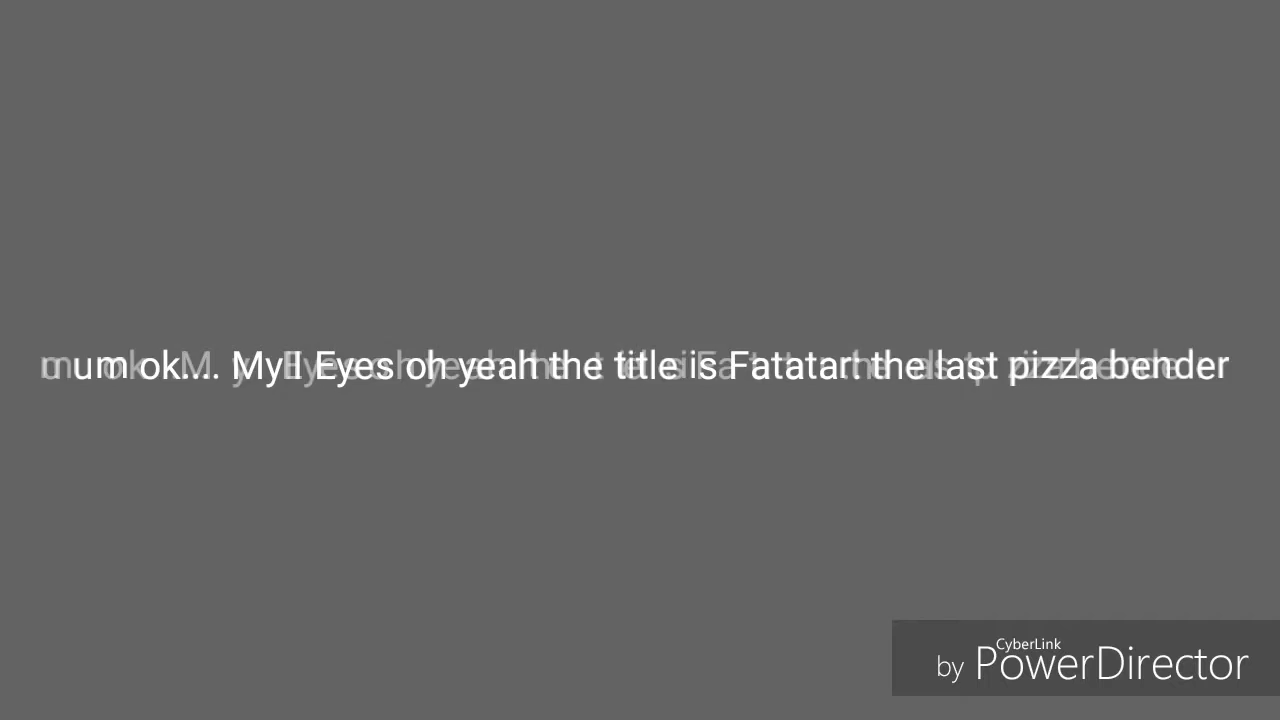 um ok.... My I Eyes oh yeah the title is Fatatar: the last pizza bender
CyberLink
by PowerDirector